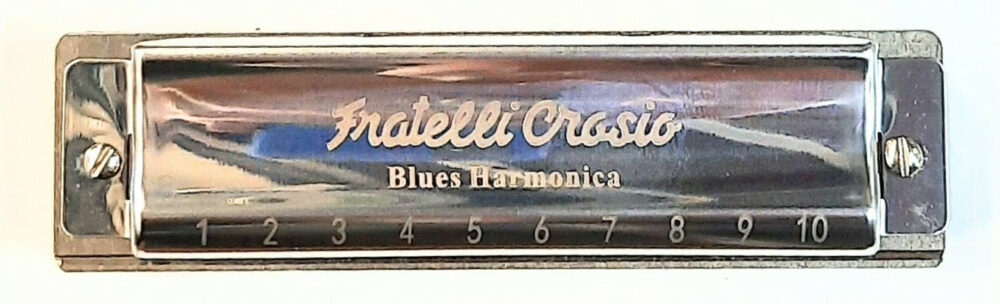 Fratelli Crosio
Blues Harmonica
1 2 3 4 5 6 7 8 9 10